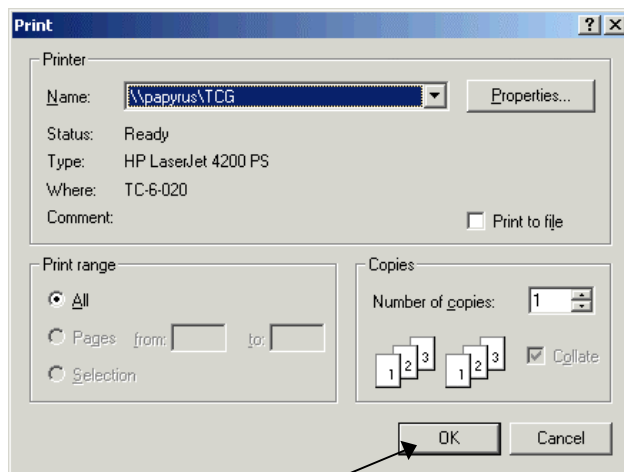 Print
Printer
Name: \\papyrus\TCG Properties...
Status: Ready
Type: HP LaserJet 4200 PS
Where: TC-6-020
Comment: Print to file
Print range
All
Pages from: to:
Selection
Copies
Number of copies: 1
1 2 3 1 2 3 Collate
OK Cancel